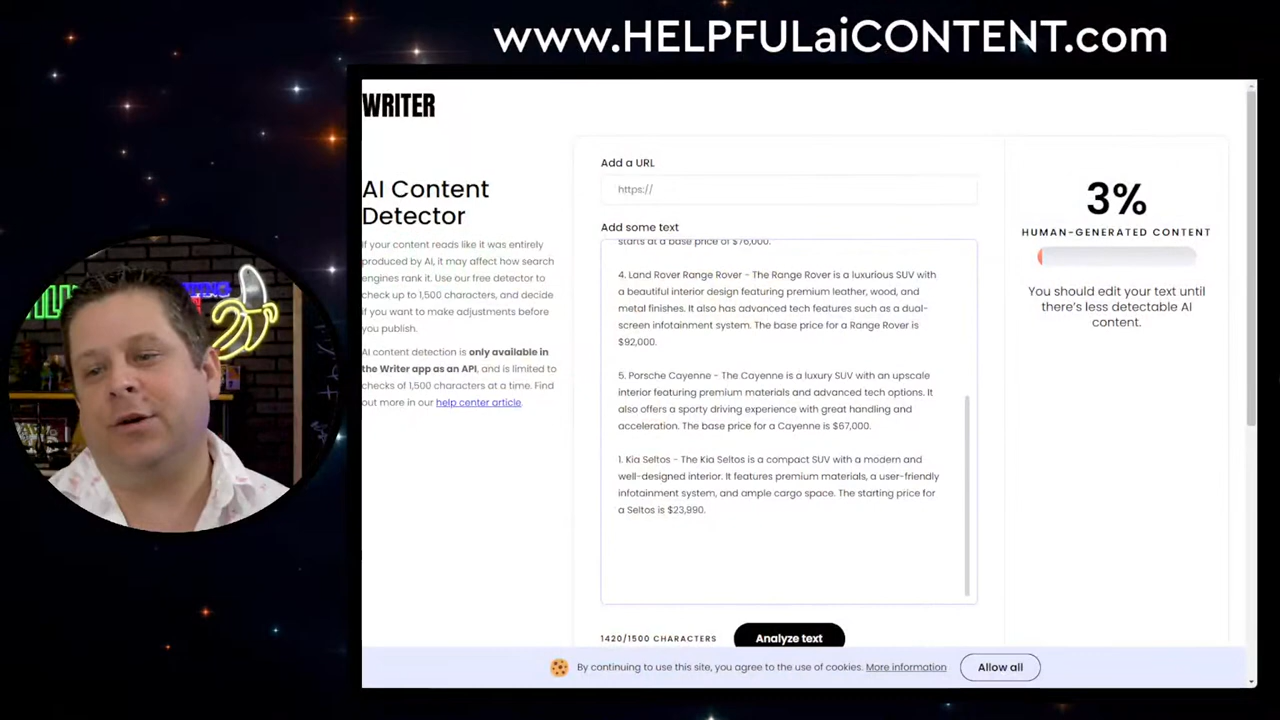 www.HELPFULaiCONTENT.com
WRITER
AI Content
Detector
If your content reads like it was entirely
produced by AI, it may affect how search
engines rank it. Use our free detector to
check up to 1,500 characters, and decide
if you want to make adjustments before
you publish.
AI content detection is only available in
the Writer app as an API, and is limited to
checks of 1,500 characters at a time. Find
out more in our help center article.
Add a URL
https://
Add some text
starts at a base price of $76,000.
4. Land Rover Range Rover - The Range Rover is a luxurious SUV with
a beautiful interior design featuring premium leather, wood, and
metal finishes. It also has advanced tech features such as a dual-
screen infotainment system. The base price for a Range Rover is
$92,000.
5. Porsche Cayenne - The Cayenne is a luxury SUV with an upscale
interior featuring premium materials and advanced tech options. It
also offers a sporty driving experience with great handling and
acceleration. The base price for a Cayenne is $67,000.
1. Kia Seltos - The Kia Seltos is a compact SUV with a modern and
well-designed interior. It features premium materials, a user-friendly
infotainment system, and ample cargo space. The starting price for
a Seltos is $23,990.
1420/1500 CHARACTERS
Analyze text
3%
HUMAN-GENERATED CONTENT
You should edit your text until
there's less detectable AI
content.
By continuing to use this site, you agree to the use of cookies. More information
Allow all